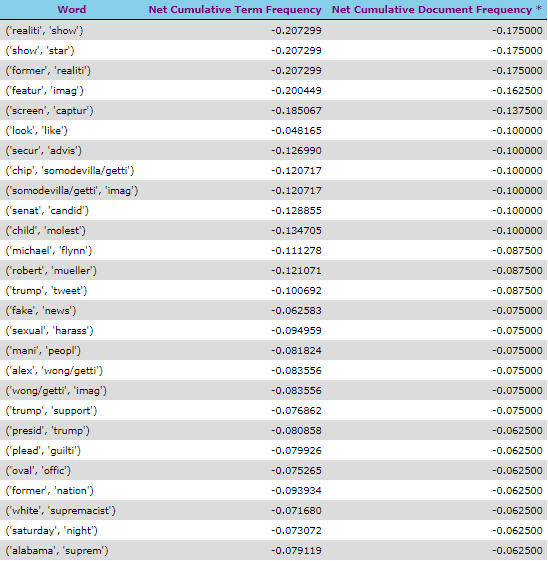 Word Net Cumulative Term Frequency Net Cumulative Document Frequency *
('realiti', 'show') -0.207299 -0.175000
('show', 'star') -0.207299 -0.175000
('former', 'realiti') -0.207299 -0.175000
('featur', 'imag') -0.200449 -0.162500
('screen', 'captur') -0.185067 -0.137500
('look', 'like') -0.048165 -0.100000
('secur', 'advis') -0.126990 -0.100000
('chip', 'somodevilla/getti') -0.120717 -0.100000
('somodevilla/getti', 'imag') -0.120717 -0.100000
('senat', 'candid') -0.128855 -0.100000
('child', 'molest') -0.134705 -0.100000
('michael', 'flynn') -0.111278 -0.087500
('robert', 'mueller') -0.121071 -0.087500
('trump', 'tweet') -0.100692 -0.087500
('fake', 'news') -0.062583 -0.075000
('sexual', 'harass') -0.094959 -0.075000
('mani', 'peopl') -0.081824 -0.075000
('alex', 'wong/getti') -0.083556 -0.075000
('wong/getti', 'imag') -0.083556 -0.075000
('trump', 'support') -0.076862 -0.075000
('presid', 'trump') -0.080858 -0.062500
('plead', 'guilti') -0.079926 -0.062500
('oval', 'offic') -0.075265 -0.062500
('former', 'nation') -0.093934 -0.062500
('white', 'supremacist') -0.071680 -0.062500
('saturday', 'night') -0.073072 -0.062500
('alabama', 'suprem') -0.079119 -0.062500